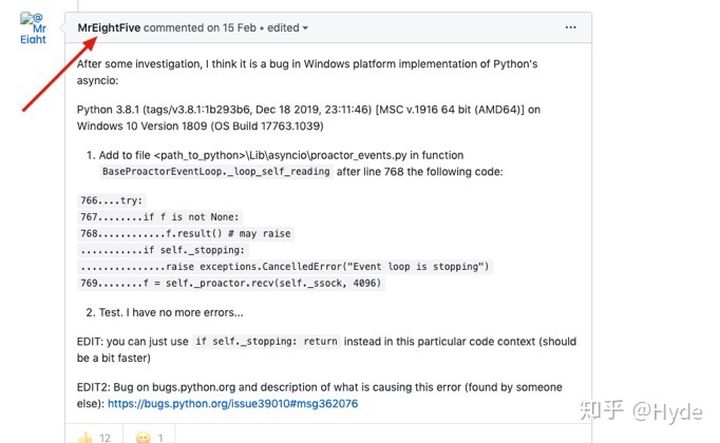 @
Mr
Eight
MrEightFive commented on 15 Feb • edited
After some investigation, I think it is a bug in Windows platform implementation of Python's
asyncio:
Python 3.8.1 (tags/v3.8.1:1b293b6, Dec 18 2019, 23:11:46) [MSC v.1916 64 bit (AMD64)] on
Windows 10 Version 1809 (OS Build 17763.1039)
1. Add to file <path_to_python>\Lib\asyncio\proactor_events.py in function
BaseProactorEventLoop._loop_self_reading after line 768 the following code:
766....try:
767........if f is not None:
768............f.result() # may raise
...........if self._stopping:
...............raise exceptions.CancelledError("Event loop is stopping")
769........f = self._proactor.recv(self._ssock, 4096)
2. Test. I have no more errors...
EDIT: you can just use if self._stopping: return instead in this particular code context (should
be a bit faster)
EDIT2: Bug on bugs.python.org and description of what is causing this error (found by someone
else): https://bugs.python.org/issue39010#msg362076
👍 12 😄 1
知乎 @Hyde